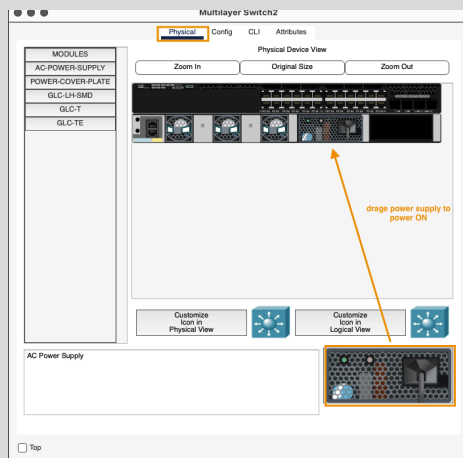 Multilayer Switch2
Physical Config CLI Attributes
MODULES
AC-POWER-SUPPLY
POWER-COVER-PLATE
GLC-LH-SMD
GLC-T
GLC-TE
Physical Device View
Zoom In Original Size Zoom Out
drage power supply to
power ON
Customize
Icon in
Physical View
Customize
Icon in
Logical View
AC Power Supply
Top